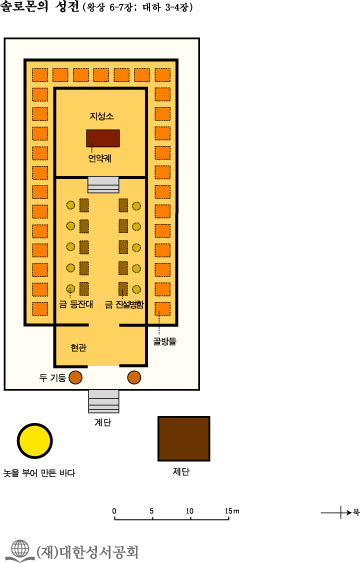 솔로몬의 성전 (왕상 6-7장; 대하 3-4장)
지성소
언약궤
금 등잔대
금 진설병상
골방들
현관
두 기둥
계단
놋을 부어 만든 바다
제단
0 5 10 15m
북
(재)대한성서공회